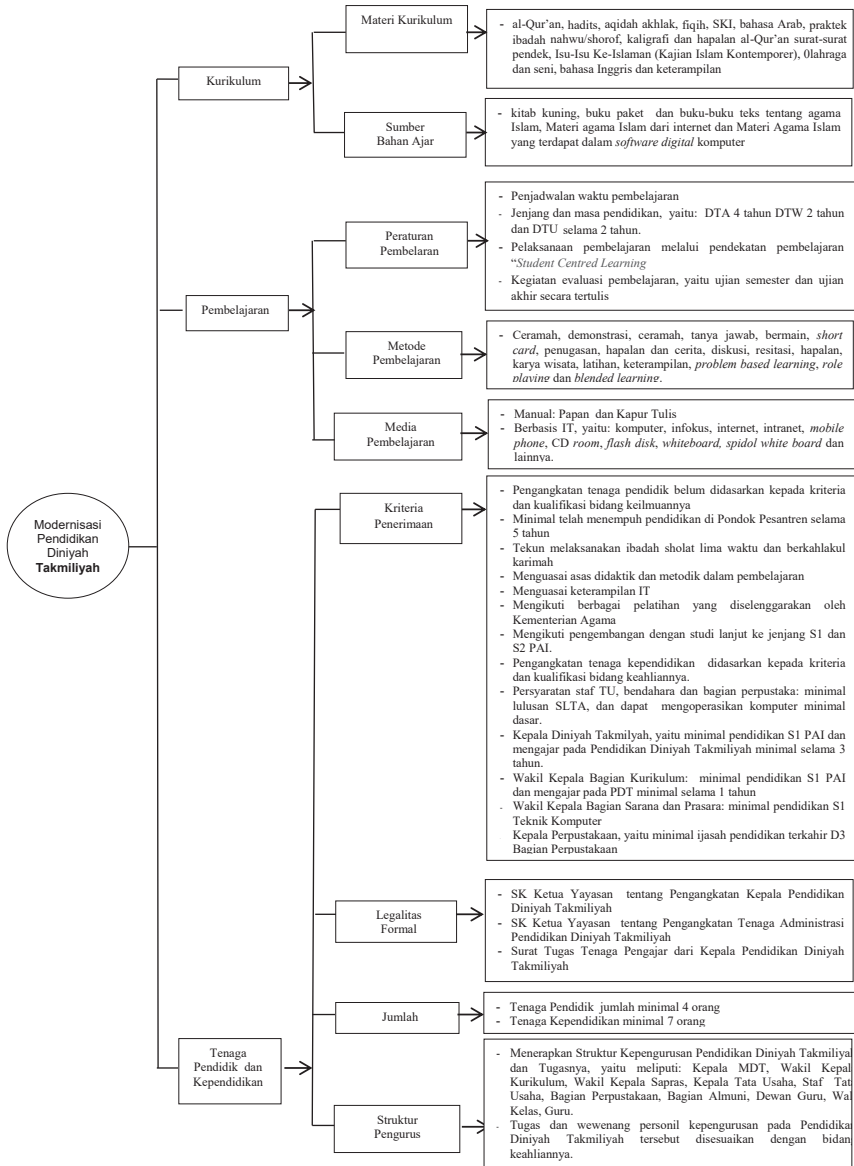 Modernisasi
Pendidikan
Diniyah
Takmiliyah
Kurikulum
Materi Kurikulum
- al-Qur'an, hadits, aqidah akhlak, fiqih, SKI, bahasa Arab, praktek
ibadah nahwu/shorof, kaligrafi dan hapalan al-Qur'an surat-surat
pendek, Isu-Isu Ke-Islaman (Kajian Islam Kontemporer), 0lahraga
dan seni, bahasa Inggris dan keterampilan
Sumber
Bahan Ajar
- kitab kuning, buku paket dan buku-buku teks tentang agama
Islam, Materi agama Islam dari internet dan Materi Agama Islam
yang terdapat dalam software digital komputer
Pembelajaran
Peraturan
Pembelaran
- Penjadwalan waktu pembelajaran
- Jenjang dan masa pendidikan, yaitu: DTA 4 tahun DTW 2 tahun
dan DTU selama 2 tahun.
- Pelaksanaan pembelajaran melalui pendekatan pembelajaran
"Student Centred Learning
- Kegiatan evaluasi pembelajaran, yaitu ujian semester dan ujian
akhir secara tertulis
Metode
Pembelajaran
- Ceramah, demonstrasi, ceramah, tanya jawab, bermain, short
card, penugasan, hapalan dan cerita, diskusi, resitasi, hapalan,
karya wisata, latihan, keterampilan, problem based learning, role
playing dan blended learning.
Media
Pembelajaran
- Manual: Papan dan Kapur Tulis
- Berbasis IT, yaitu: komputer, infokus, internet, intranet, mobile
phone, CD room, flash disk, whiteboard, spidol white board dan
lainnya.
Tenaga
Pendidik dan
Kependidikan
Kriteria
Penerimaan
- Pengangkatan tenaga pendidik belum didasarkan kepada kriteria
dan kualifikasi bidang keilmuannya
- Minimal telah menempuh pendidikan di Pondok Pesantren selama
5 tahun
- Tekun melaksanakan ibadah sholat lima waktu dan berkahlakul
karimah
- Menguasai asas didaktik dan metodik dalam pembelajaran
- Menguasai keterampilan IT
- Mengikuti berbagai pelatihan yang diselenggarakan oleh
Kementerian Agama
- Mengikuti pengembangan dengan studi lanjut ke jenjang S1 dan
S2 PAI.
- Pengangkatan tenaga kependidikan didasarkan kepada kriteria
dan kualifikasi bidang keahliannya.
- Persyaratan staf TU, bendahara dan bagian perpustaka: minimal
lulusan SLTA, dan dapat mengoperasikan komputer minimal
dasar.
- Kepala Diniyah Takmilyah, yaitu minimal pendidikan S1 PAI dan
mengajar pada Pendidikan Diniyah Takmiliyah minimal selama 3
tahun.
- Wakil Kepala Bagian Kurikulum: minimal pendidikan S1 PAI
dan mengajar pada PDT minimal selama 1 tahun
- Wakil Kepala Bagian Sarana dan Prasara: minimal pendidikan S1
Teknik Komputer
- Kepala Perpustakaan, yaitu minimal ijasah pendidikan terkahir D3
Bagian Perpustakaan
Legalitas
Formal
- SK Ketua Yayasan tentang Pengangkatan Kepala Pendidikan
Diniyah Takmiliyah
- SK Ketua Yayasan tentang Pengangkatan Tenaga Administrasi
Pendidikan Diniyah Takmiliyah
- Surat Tugas Tenaga Pengajar dari Kepala Pendidikan Diniyah
Takmiliyah
Jumlah
- Tenaga Pendidik jumlah minimal 4 orang
- Tenaga Kependidikan minimal 7 orang
Struktur
Pengurus
- Menerapkan Struktur Kepengurusan Pendidikan Diniyah Takmiliyah
dan Tugasnya, yaitu meliputi: Kepala MDT, Wakil Kepal
Kurikulum, Wakil Kepala Sapras, Kepala Tata Usaha, Staf Tat
Usaha, Bagian Perpustakaan, Bagian Almuni, Dewan Guru, Wal
Kelas, Guru.
- Tugas dan wewenang personil kepengurusan pada Pendidika
Diniyah Takmiliyah tersebut disesuaikan dengan bidan
keahliannya.